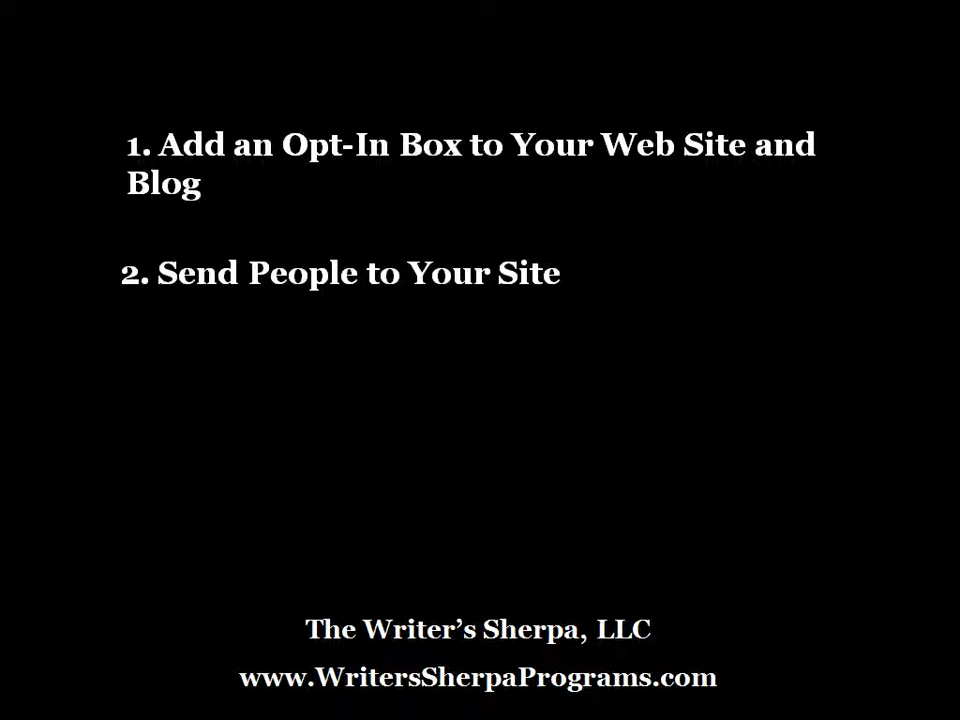 1. Add an Opt-In Box to Your Web Site and
Blog
2. Send People to Your Site
The Writer’s Sherpa, LLC
www.WritersSherpaPrograms.com